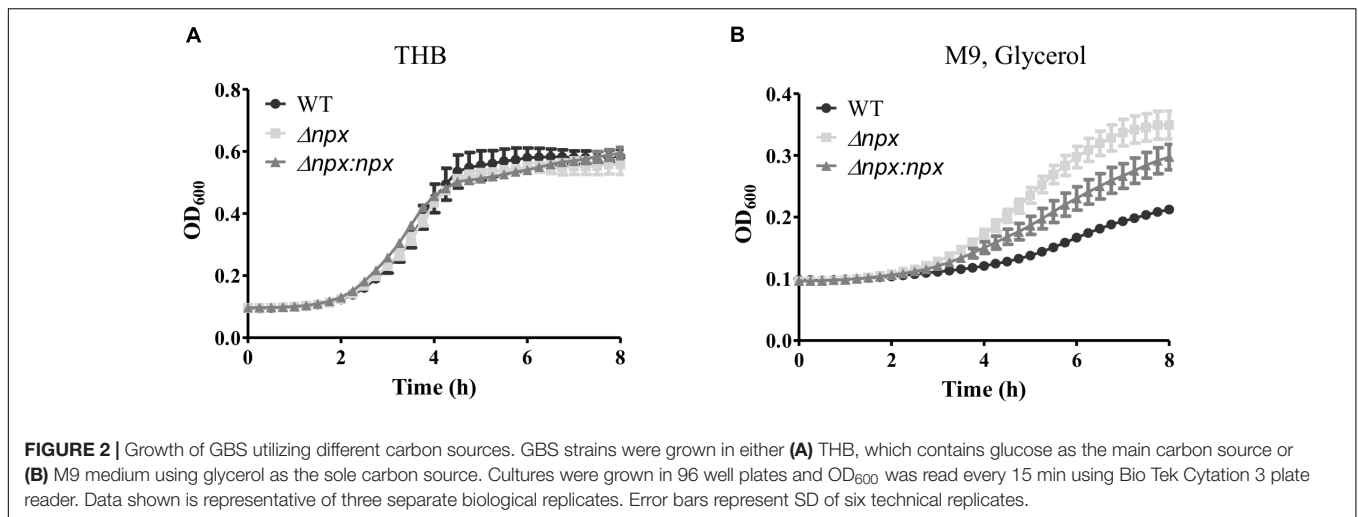 A
THB
0.8
0.6
0.4
0.2
0.0
OD600
WT
Δnpx
Δnpx:npx
0 2 4 6 8
Time (h)
B
M9, Glycerol
0.4
0.3
0.2
0.1
0.0
OD600
WT
Δnpx
Δnpx:npx
0 2 4 6 8
Time (h)
FIGURE 2 | Growth of GBS utilizing different carbon sources. GBS strains were grown in either (A) THB, which contains glucose as the main carbon source or
(B) M9 medium using glycerol as the sole carbon source. Cultures were grown in 96 well plates and OD600 was read every 15 min using Bio Tek Cytation 3 plate
reader. Data shown is representative of three separate biological replicates. Error bars represent SD of six technical replicates.